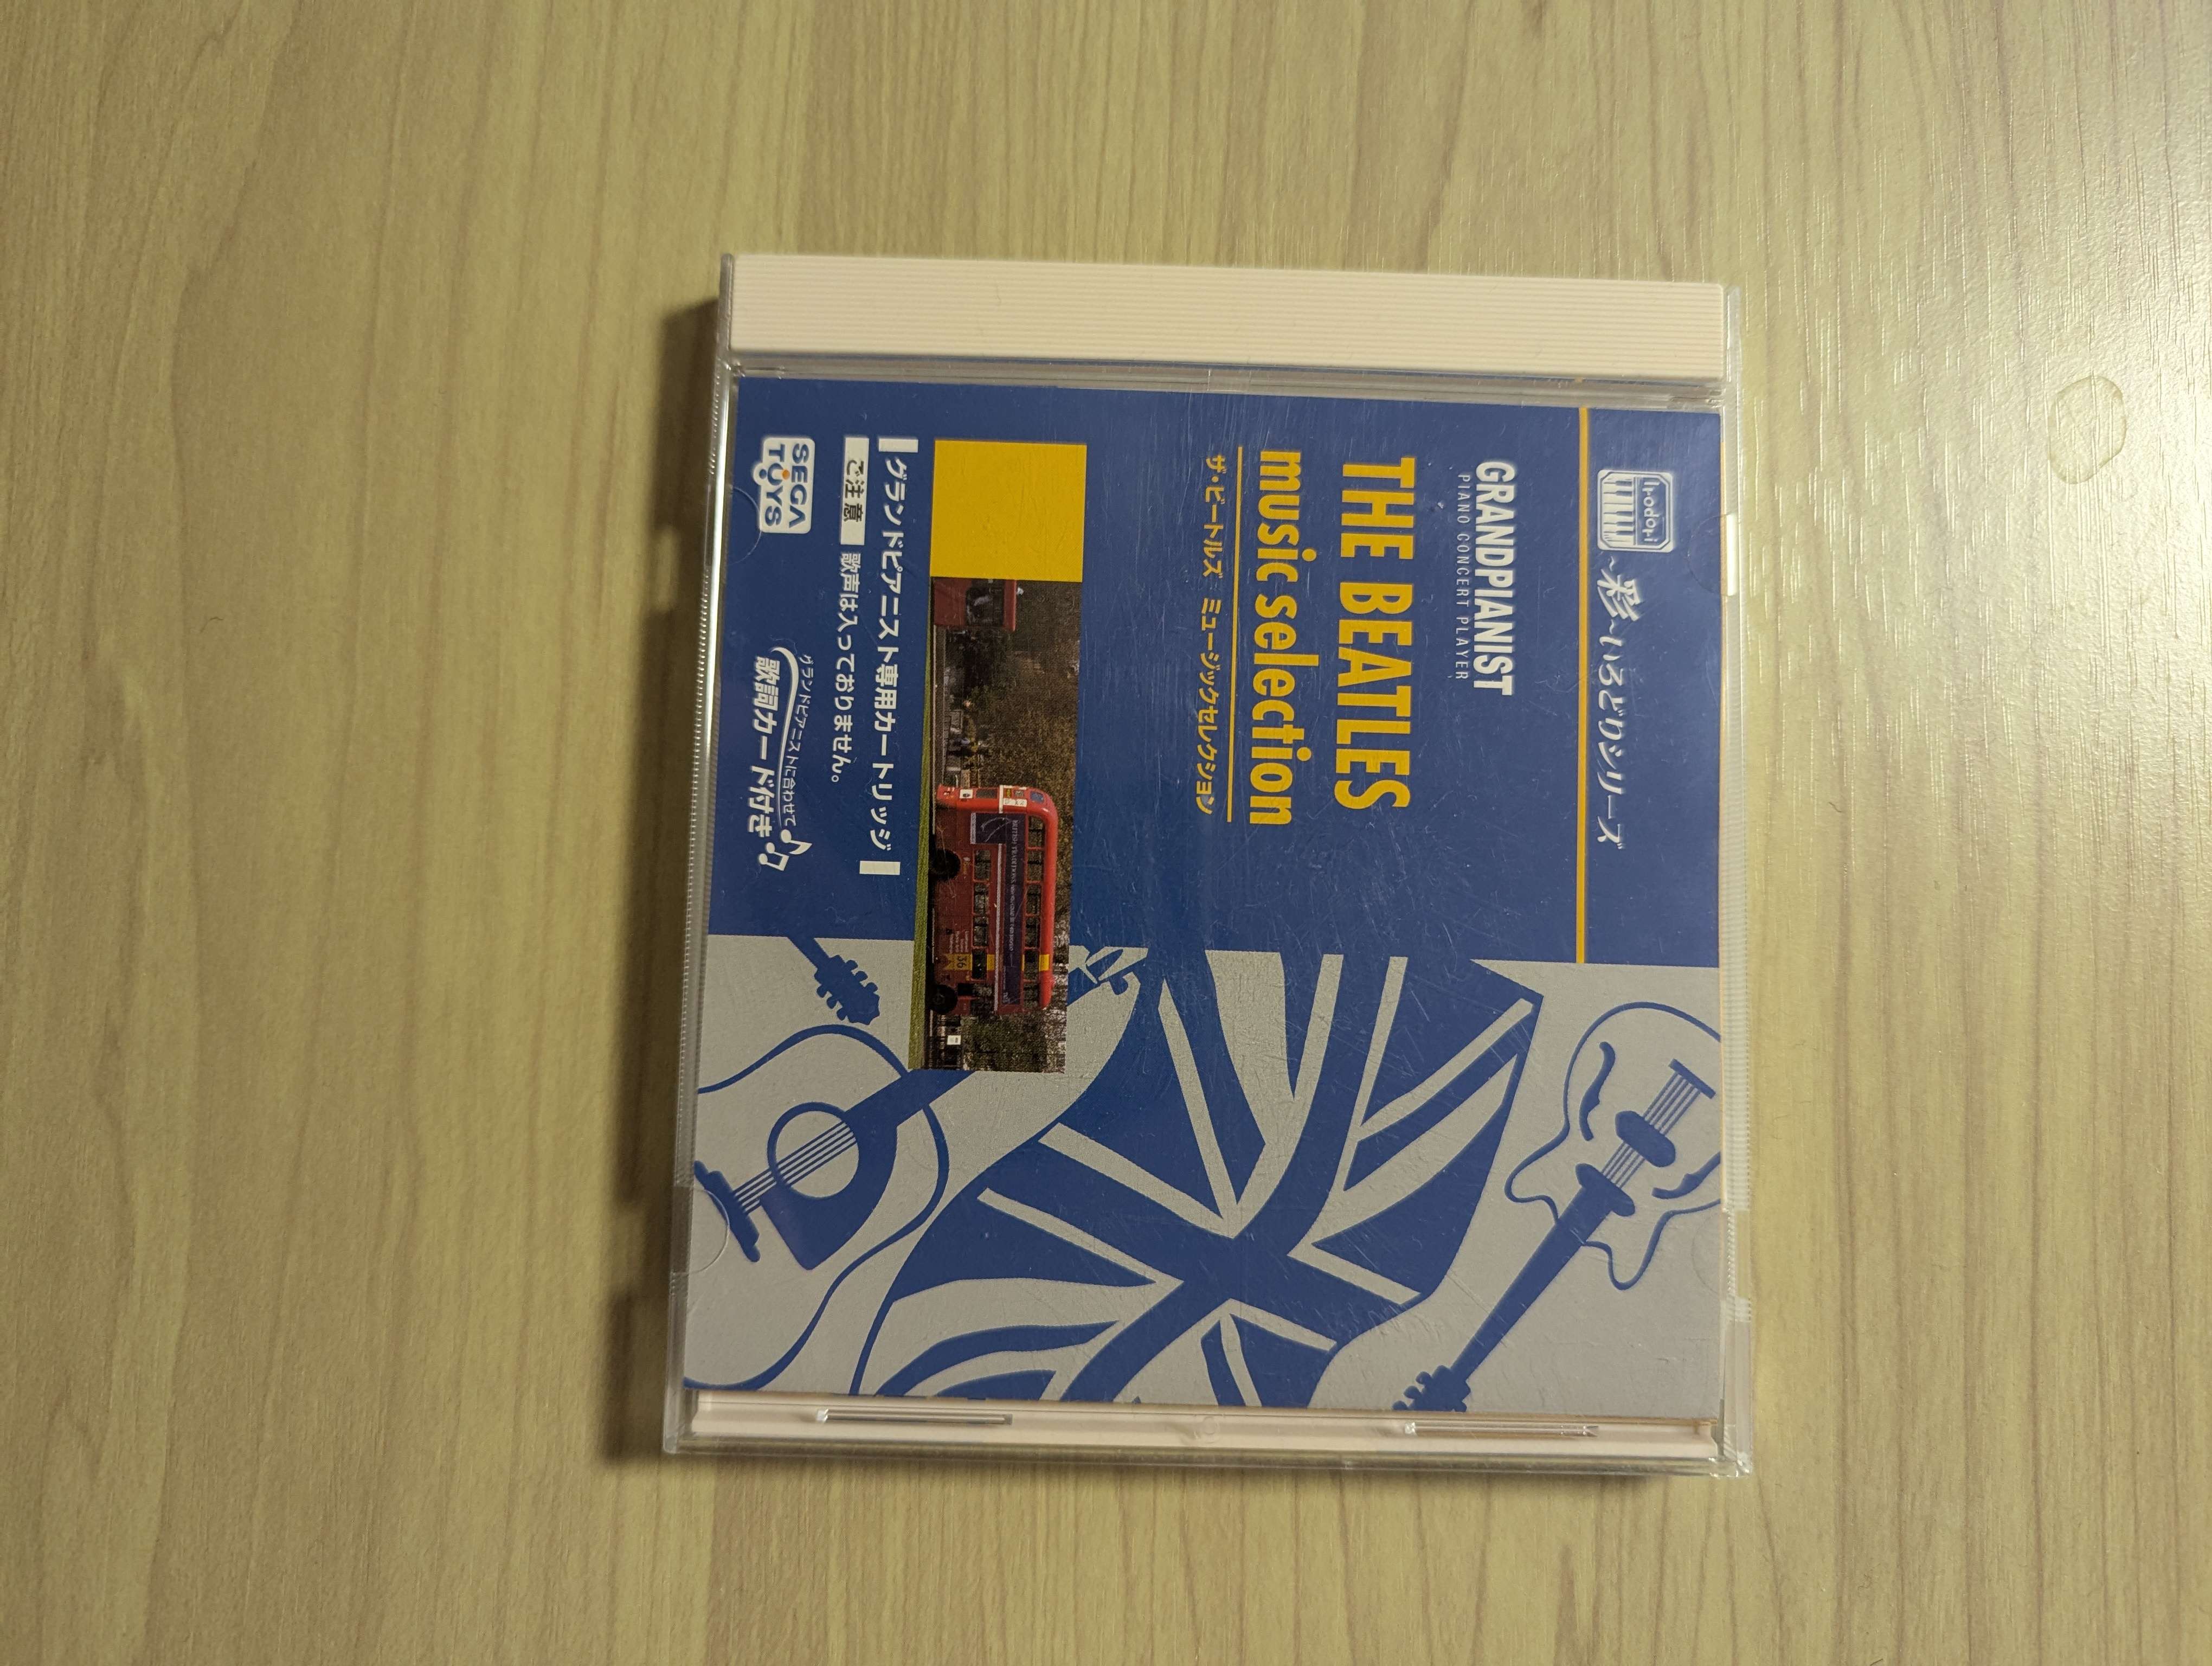 Irodori
~彩~いろどりシリーズ
GRANDPIANIST
PIANO CONCERT PLAYER
THE BEATLES
music selection
ザ・ビートルズ ミュージックセレクション
36
グランドピアニスト専用カートリッジ
ご注意 歌声は入っておりません。
SEGA
TOYS
グランドピアニストに合わせて
歌詞カード付き